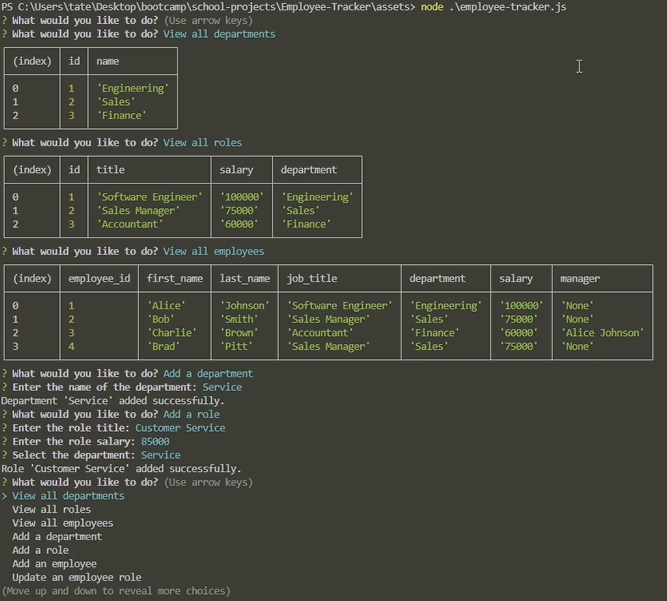 PS C:\Users\tate\Desktop\bootcamp\school-projects\Employee-Tracker\assets> node .\employee-tracker.js
? What would you like to do? (Use arrow keys)
? What would you like to do? View all departments
(index) id name
0 1 'Engineering'
1 2 'Sales'
2 3 'Finance'
? What would you like to do? View all roles
(index) id title salary department
0 1 'Software Engineer' '100000' 'Engineering'
1 2 'Sales Manager' '75000' 'Sales'
2 3 'Accountant' '60000' 'Finance'
? What would you like to do? View all employees
(index) employee_id first_name last_name job_title department salary manager
0 1 'Alice' 'Johnson' 'Software Engineer' 'Engineering' '100000' 'None'
1 2 'Bob' 'Smith' 'Sales Manager' 'Sales' '75000' 'None'
2 3 'Charlie' 'Brown' 'Accountant' 'Finance' '60000' 'Alice Johnson'
3 4 'Brad' 'Pitt' 'Sales Manager' 'Sales' '75000' 'None'
? What would you like to do? Add a department
? Enter the name of the department: Service
Department 'Service' added successfully.
? What would you like to do? Add a role
? Enter the role title: Customer Service
? Enter the role salary: 85000
? Select the department: Service
Role 'Customer Service' added successfully.
? What would you like to do? (Use arrow keys)
> View all departments
View all roles
View all employees
Add a department
Add a role
Add an employee
Update an employee role
(Move up and down to reveal more choices)